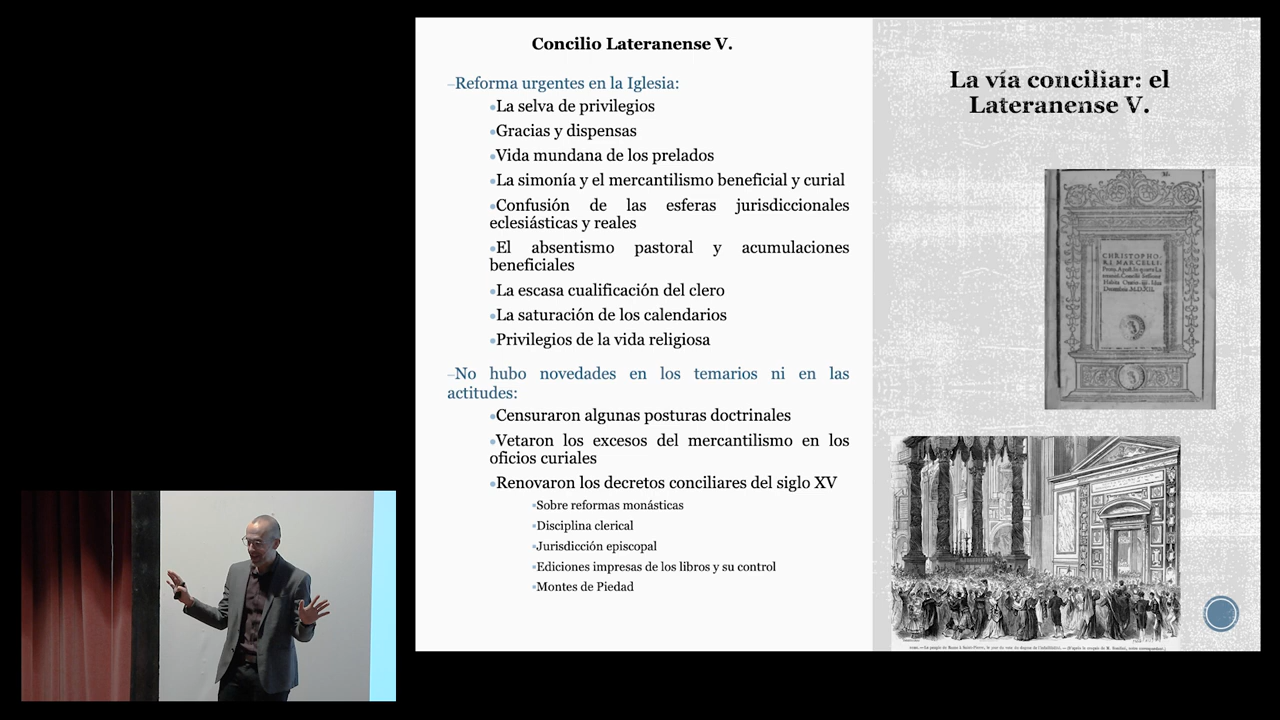 Concilio Lateranense V.
–Reforma urgentes en la Iglesia:
•La selva de privilegios
•Gracias y dispensas
•Vida mundana de los prelados
•La simonía y el mercantilismo beneficial y curial
•Confusión de las esferas jurisdiccionales
eclesiásticas y reales
•El absentismo pastoral y acumulaciones
beneficiales
•La escasa cualificación del clero
•La saturación de los calendarios
•Privilegios de la vida religiosa
–No hubo novedades en los temarios ni en las
actitudes:
•Censuraron algunas posturas doctrinales
•Vetaron los excesos del mercantilismo en los
oficios curiales
•Renovaron los decretos conciliares del siglo XV
•Sobre reformas monásticas
•Disciplina clerical
•Jurisdicción episcopal
•Ediciones impresas de los libros y su control
•Montes de Piedad
La vía conciliar: el
Lateranense V.
CHRISTOPHO-
RI MARCELLI